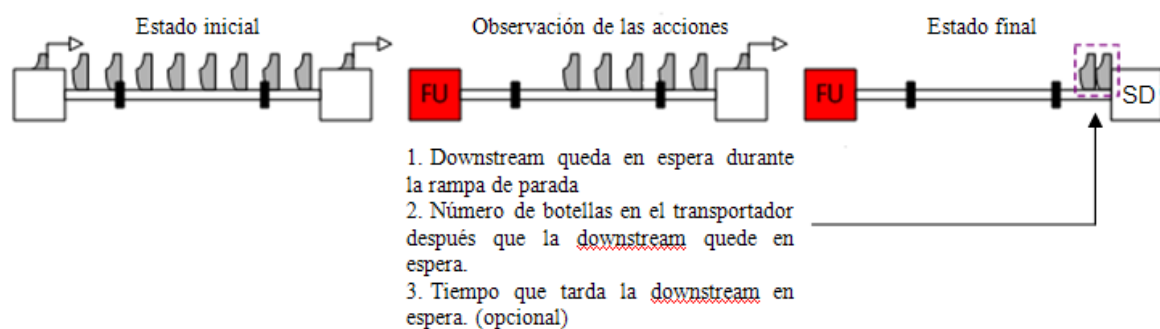 Estado inicial
Observación de las acciones
Estado final
FU
FU
SD
1. Downstream queda en espera durante
la rampa de parada
2. Número de botellas en el transportador
después que la downstream quede en
espera.
3. Tiempo que tarda la downstream en
espera. (opcional)